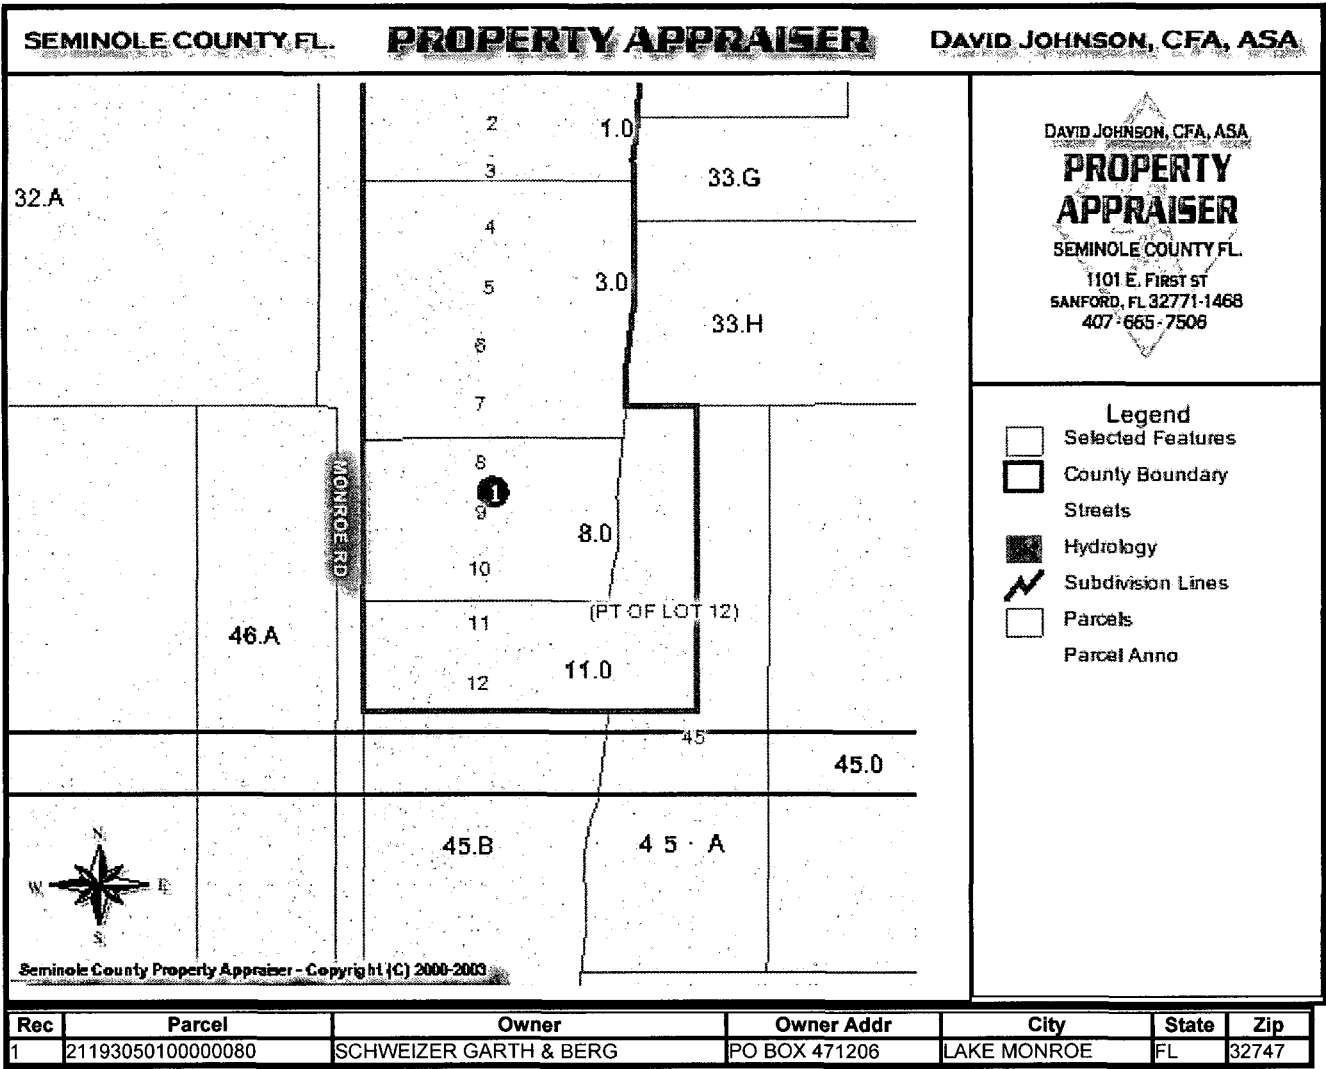 SEMINOLE COUNTY FL. PROPERTY APPRAISER DAVID JOHNSON, CFA, ASA
2
1.0
3
33.G
32.A
4
5
3.0
33.H
6
7
8
1
9
MONROE RD
8.0
10
(PT OF LOT 12)
11
46.A
11.0
12
45
45.0
45.B
45·A
N
W E
S
Seminole County Property Appraiser - Copyright (C) 2000-2003
DAVID JOHNSON, CFA, ASA
PROPERTY
APPRAISER
SEMINOLE COUNTY FL.
1101 E. FIRST ST
SANFORD, FL 32771-1468
407-665-7506
Legend
Selected Features
County Boundary
Streets
Hydrology
Subdivision Lines
Parcels
Parcel Anno
Rec Parcel Owner Owner Addr City State Zip
1 21193050100000080 SCHWEIZER GARTH & BERG PO BOX 471206 LAKE MONROE FL 32747